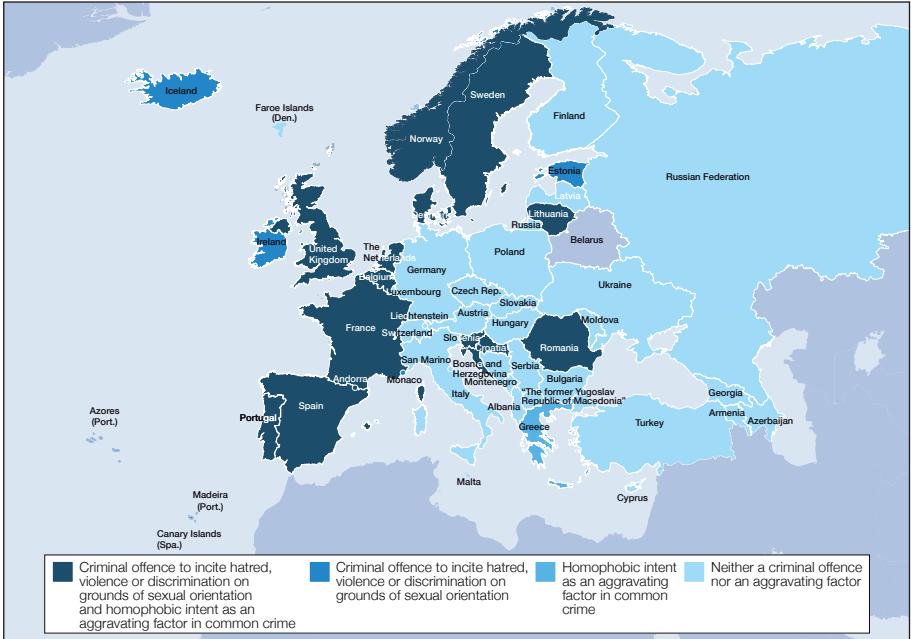 Iceland
Faroe Islands
(Den.)
Sweden
Norway
Finland
Russian Federation
Estonia
Latvia
Denmark
Lithuania
Russia
Belarus
Ireland
United
Kingdom
The
Netherlands
Belgium
Luxembourg
Germany
Poland
Ukraine
Czech Rep.
Slovakia
Liechtenstein
Austria
Hungary
Moldova
France
Switzerland
Slovenia
Croatia
Romania
San Marino
Bosnia and
Herzegovina
Serbia
Montenegro
Bulgaria
Andorra
Monaco
Italy
"The former Yugoslav
Republic of Macedonia"
Albania
Georgia
Armenia
Azerbaijan
Portugal
Spain
Azores
(Port.)
Greece
Turkey
Malta
Cyprus
Madeira
(Port.)
Canary Islands
(Spa.)
Criminal offence to incite hatred,
violence or discrimination on
grounds of sexual orientation
and homophobic intent as an
aggravating factor in common crime
Criminal offence to incite hatred,
violence or discrimination on
grounds of sexual orientation
Homophobic intent
as an aggravating
factor in common
crime
Neither a criminal offence
nor an aggravating factor